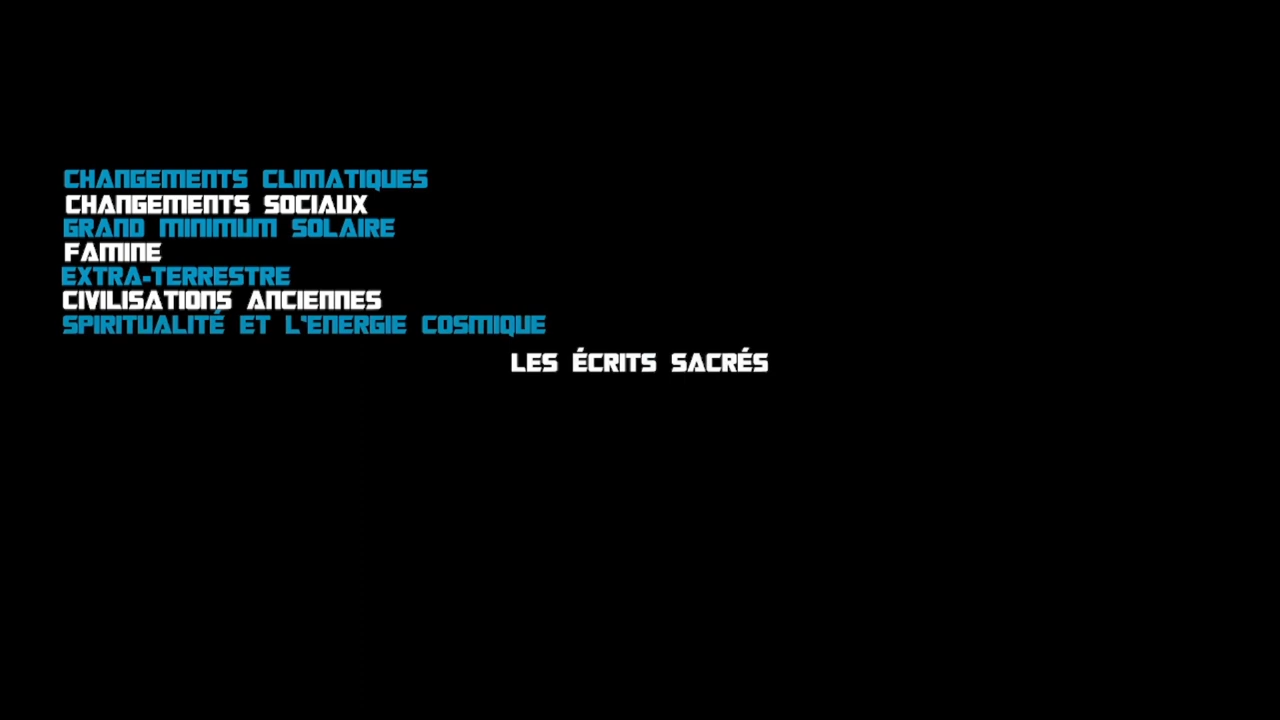 CHANGEMENTS CLIMATIQUES
CHANGEMENTS SOCIAUX
GRAND MINIMUM SOLAIRE
FAMINE
EXTRA-TERRESTRE
CIVILISATIONS ANCIENNES
SPIRITUALITÉ ET L'ENERGIE COSMIQUE
LES ÉCRITS SACRÉS